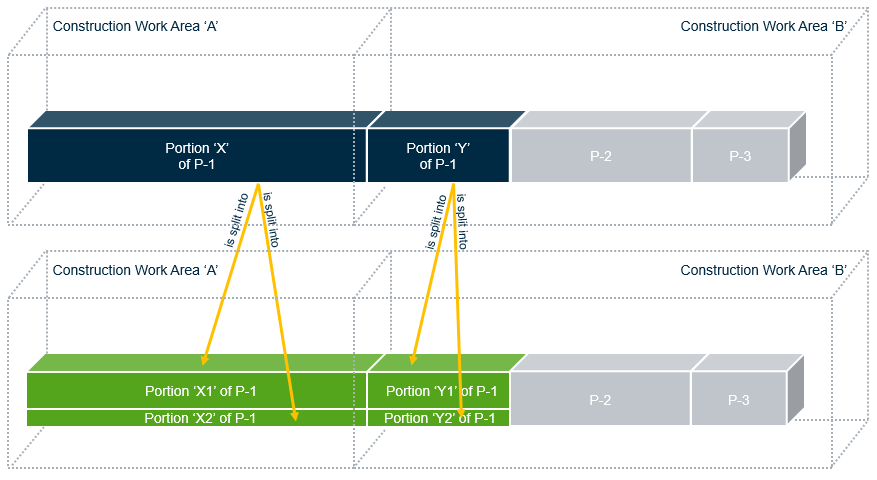 Construction Work Area ‘A’
Construction Work Area ‘B’
Portion ‘X’
of P-1
Portion ‘Y’
of P-1
P-2
P-3
is split into
is split into
is split into
is split into
Construction Work Area ‘A’
Construction Work Area ‘B’
Portion ‘X1’ of P-1
Portion ‘Y1’ of P-1
P-2
P-3
Portion ‘X2’ of P-1
Portion ‘Y2’ of P-1